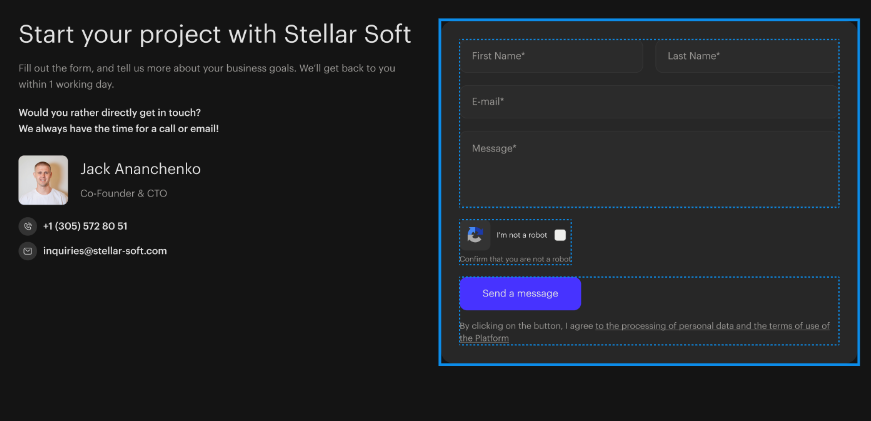 Start your project with Stellar Soft
Fill out the form, and tell us more about your business goals. We'll get back to you
within 1 working day.
Would you rather directly get in touch?
We always have the time for a call or email!
Jack Ananchenko
Co-Founder & CTO
+1 (305) 572 80 51
inquiries@stellar-soft.com
First Name*
Last Name*
E-mail*
Message*
I'm not a robot
Confirm that you are not a robot
Send a message
By clicking on the button, I agree to the processing of personal data and the terms of use of
the Platform